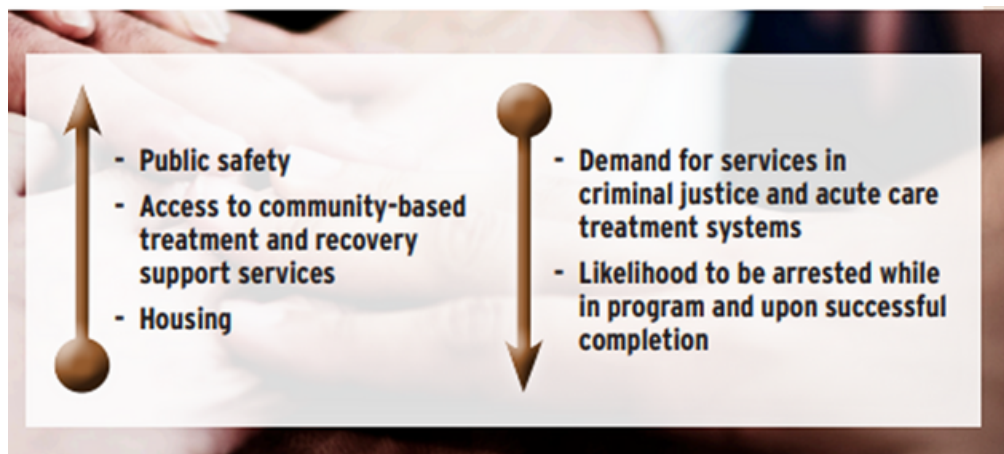 - Public safety
- Access to community-based
treatment and recovery
support services
- Housing
- Demand for services in
criminal justice and acute care
treatment systems
- Likelihood to be arrested while
in program and upon successful
completion